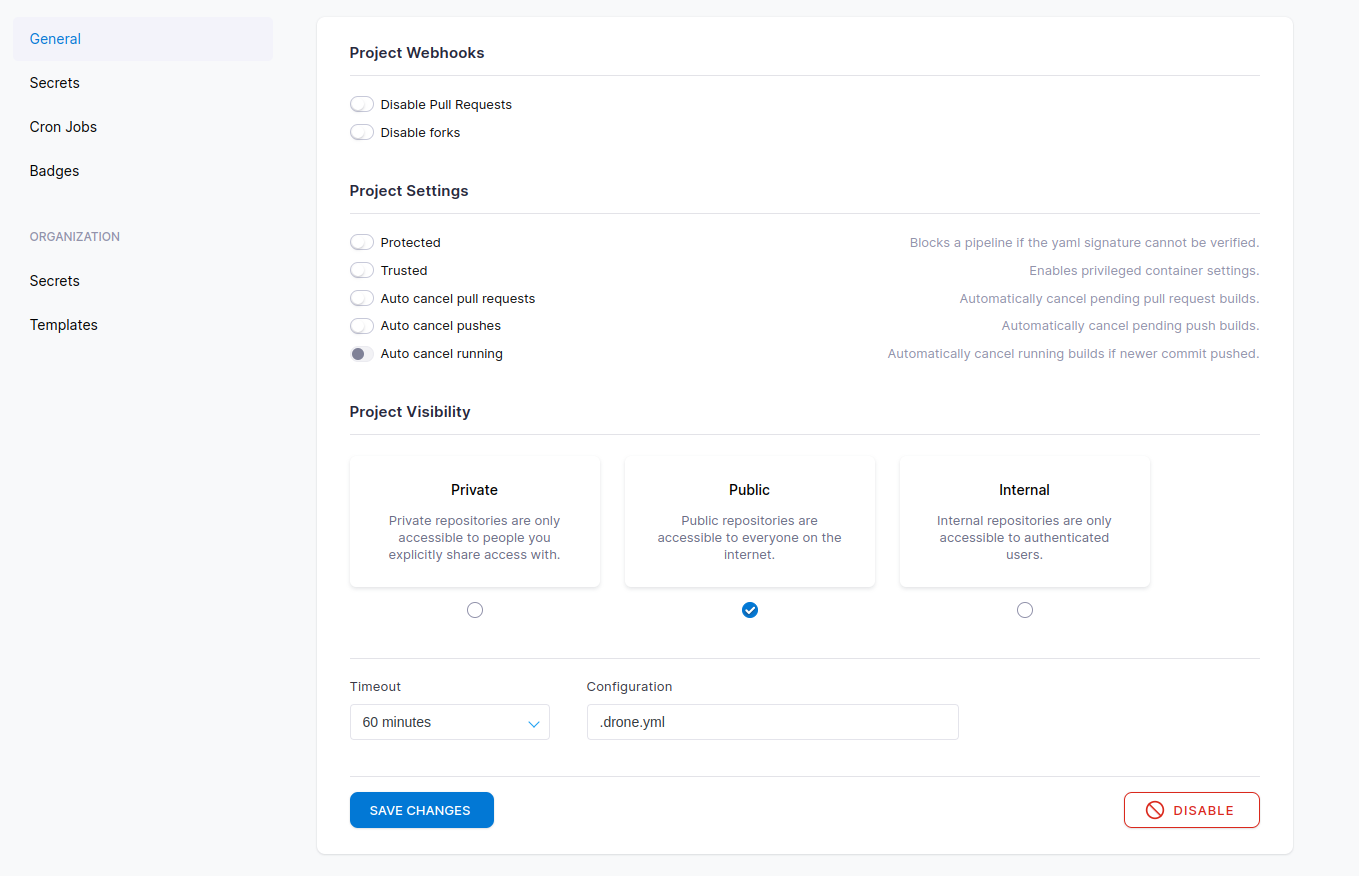 General
Secrets
Cron Jobs
Badges
ORGANIZATION
Secrets
Templates
Project Webhooks
Disable Pull Requests
Disable forks
Project Settings
Protected Blocks a pipeline if the yaml signature cannot be verified.
Trusted Enables privileged container settings.
Auto cancel pull requests Automatically cancel pending pull request builds.
Auto cancel pushes Automatically cancel pending push builds.
Auto cancel running Automatically cancel running builds if newer commit pushed.
Project Visibility
Private
Private repositories are only
accessible to people you
explicitly share access with.
Public
Public repositories are
accessible to everyone on the
internet.
Internal
Internal repositories are only
accessible to authenticated
users.
Timeout
60 minutes
Configuration
.drone.yml
SAVE CHANGES
DISABLE